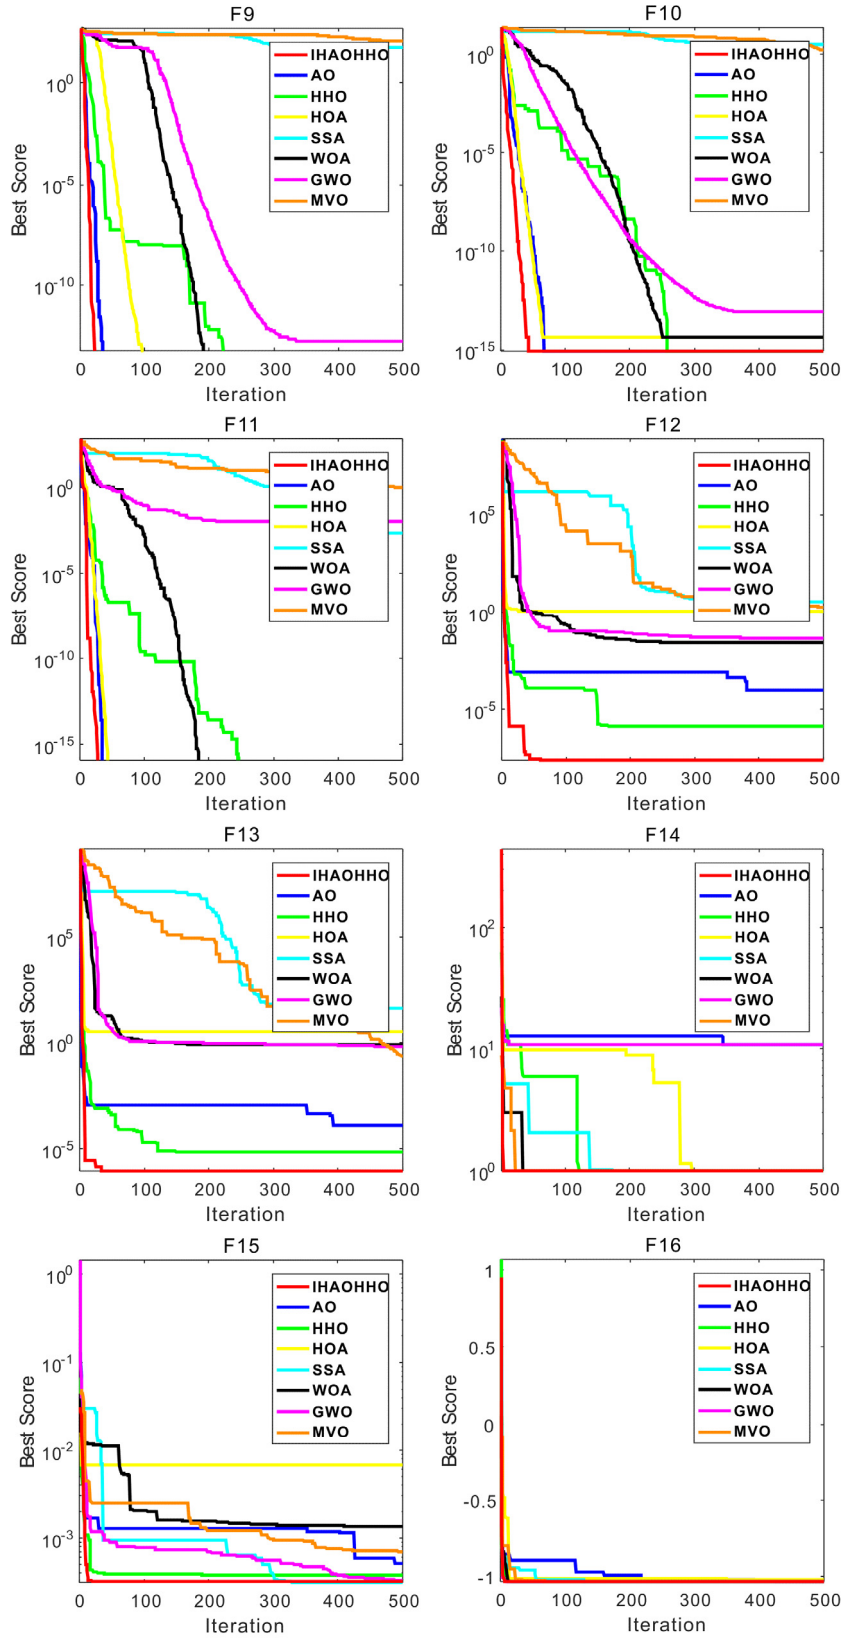 F9
Best Score
10^0
10^-5
10^-10
0 100 200 300 400 500
Iteration
IHAOHHO
AO
HHO
HOA
SSA
WOA
GWO
MVO
F10
Best Score
10^0
10^-5
10^-10
10^-15
0 100 200 300 400 500
Iteration
IHAOHHO
AO
HHO
HOA
SSA
WOA
GWO
MVO
F11
Best Score
10^0
10^-5
10^-10
10^-15
0 100 200 300 400 500
Iteration
IHAOHHO
AO
HHO
HOA
SSA
WOA
GWO
MVO
F12
Best Score
10^5
10^0
10^-5
0 100 200 300 400 500
Iteration
IHAOHHO
AO
HHO
HOA
SSA
WOA
GWO
MVO
F13
Best Score
10^5
10^0
10^-5
0 100 200 300 400 500
Iteration
IHAOHHO
AO
HHO
HOA
SSA
WOA
GWO
MVO
F14
Best Score
10^2
10^1
10^0
100 200 300 400 500
Iteration
IHAOHHO
AO
HHO
HOA
SSA
WOA
GWO
MVO
F15
Best Score
10^0
10^-1
10^-2
10^-3
0 100 200 300 400 500
Iteration
IHAOHHO
AO
HHO
HOA
SSA
WOA
GWO
MVO
F16
Best Score
1
0.5
0
-0.5
-1
0 100 200 300 400 500
Iteration
IHAOHHO
AO
HHO
HOA
SSA
WOA
GWO
MVO